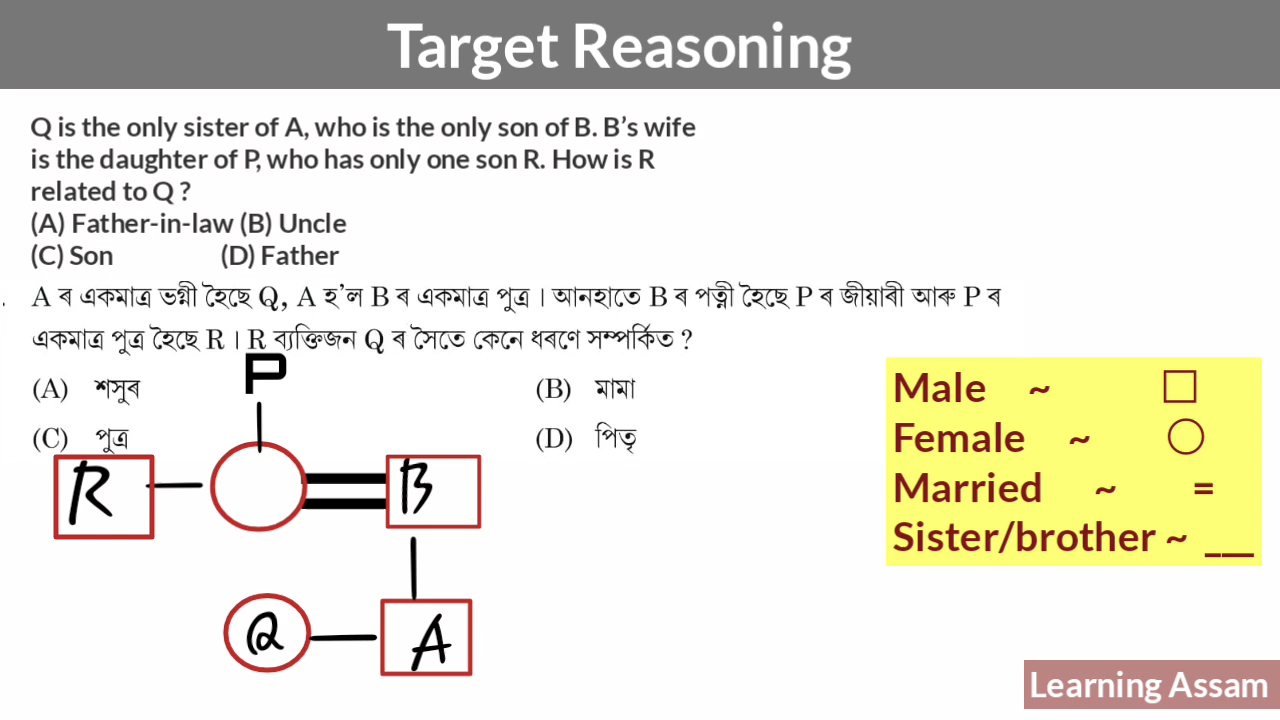 Target Reasoning
Q is the only sister of A, who is the only son of B. B's wife
is the daughter of P, who has only one son R. How is R
related to Q ?
(A) Father-in-law (B) Uncle
(C) Son (D) Father
A ৰ একমাত্ৰ ভগ্নী হৈছে Q, A হ'ল B ৰ একমাত্ৰ পুত্ৰ । আনহাতে B ৰ পত্নী হৈছে P ৰ জীয়াৰী আৰু P ৰ
একমাত্ৰ পুত্ৰ হৈছে R । R ব্যক্তিজন Q ৰ সৈতে কেনে ধৰণে সম্পৰ্কিত ?
(A) শসুৰ (B) মামা
(C) পুত্ৰ (D) পিতৃ
P
R B
Q A
Male ~ □
Female ~ ○
Married ~ =
Sister/brother ~ __
Learning Assam